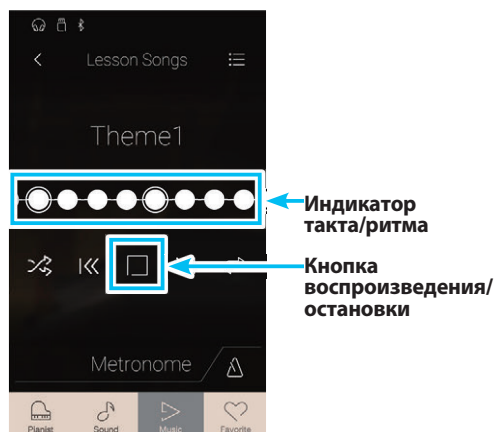 Lesson Songs
Theme1
Индикатор
такта/ритма
Кнопка
воспроизведения/
остановки
Metronome
Pianist
Sound
Music
Favorite